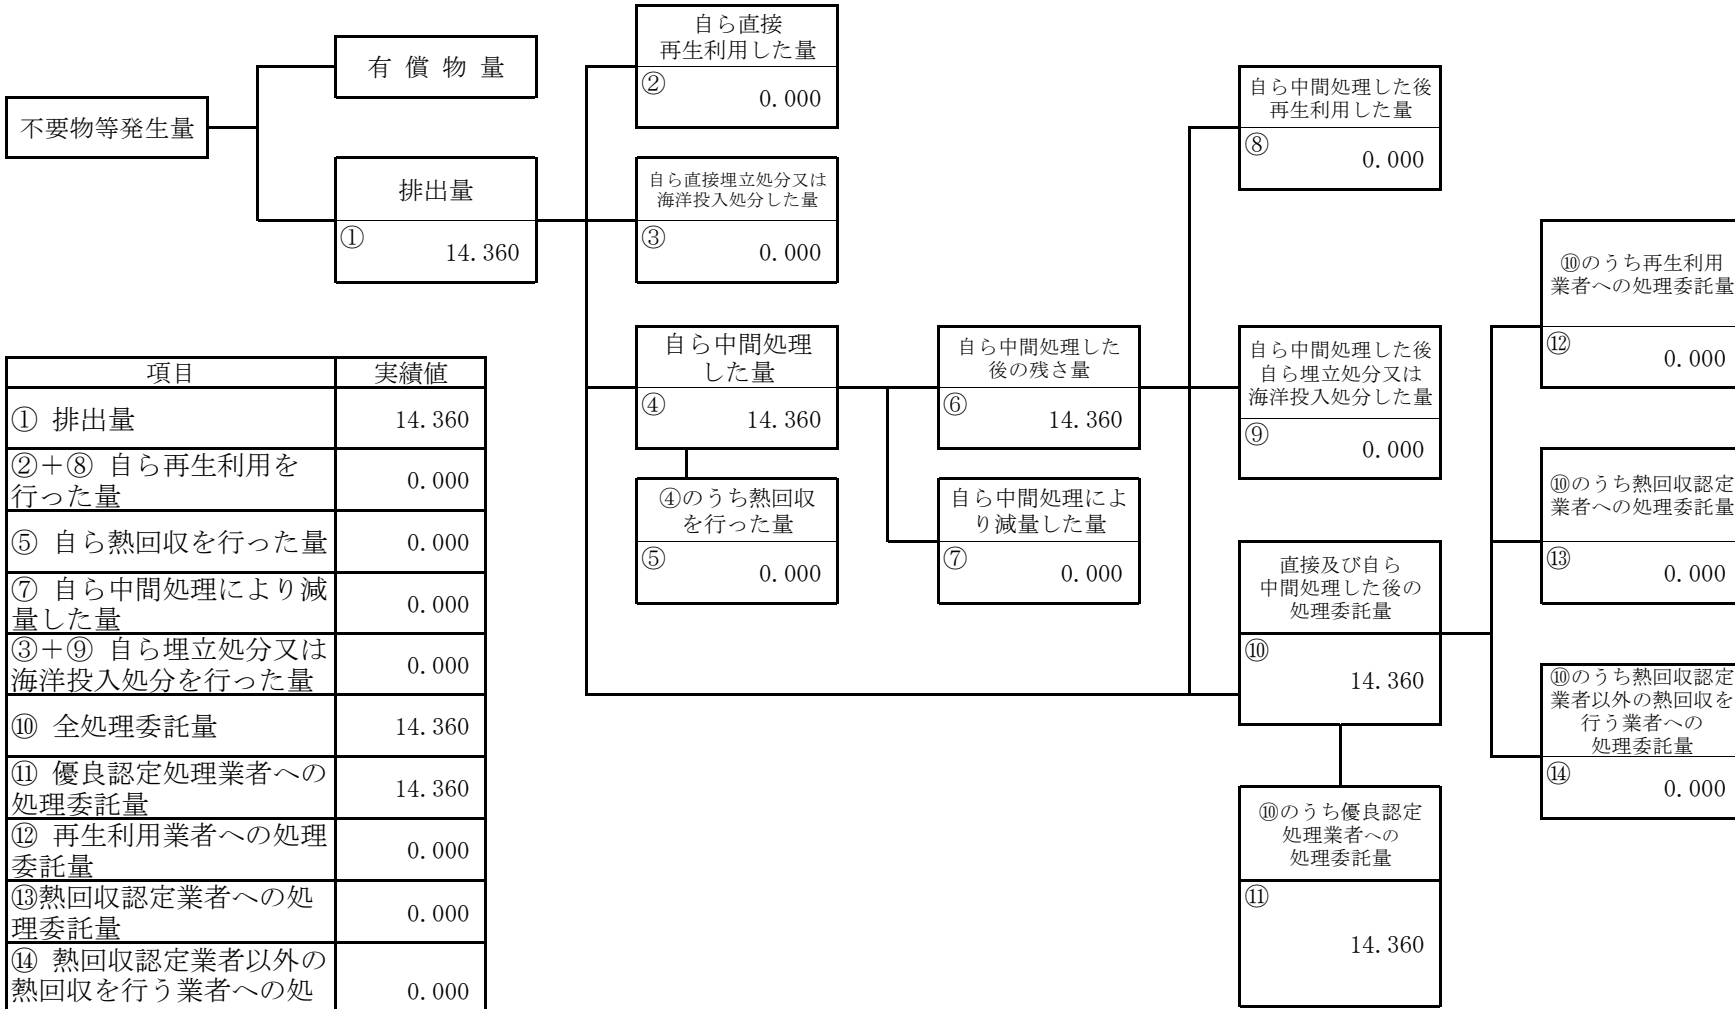 不要物等発生量
有 償 物 量
排出量
①
14.360
自ら直接
再生利用した量
②
0.000
自ら直接埋立処分又は
海洋投入処分した量
③
0.000
自ら中間処理
した量
④
14.360
④のうち熱回収
を行った量
⑤
0.000
自ら中間処理した
後の残さ量
⑥
14.360
自ら中間処理によ
り減量した量
⑦
0.000
自ら中間処理した後
再生利用した量
⑧
0.000
自ら中間処理した後
自ら埋立処分又は
海洋投入処分した量
⑨
0.000
直接及び自ら
中間処理した後の
処理委託量
⑩
14.360
⑩のうち優良認定
処理業者への
処理委託量
⑪
14.360
⑩のうち再生利用
業者への処理委託量
⑫
0.000
⑩のうち熱回収認定
業者への処理委託量
⑬
0.000
⑩のうち熱回収認定
業者以外の熱回収を
行う業者への
処理委託量
⑭
0.000
項目 実績値
① 排出量 14.360
②＋⑧ 自ら再生利用を
行った量 0.000
⑤ 自ら熱回収を行った量 0.000
⑦ 自ら中間処理により減
量した量 0.000
③＋⑨ 自ら埋立処分又は
海洋投入処分を行った量 0.000
⑩ 全処理委託量 14.360
⑪ 優良認定処理業者への
処理委託量 14.360
⑫ 再生利用業者への処理
委託量 0.000
⑬熱回収認定業者への処
理委託量 0.000
⑭ 熱回収認定業者以外の
熱回収を行う業者への処 0.000